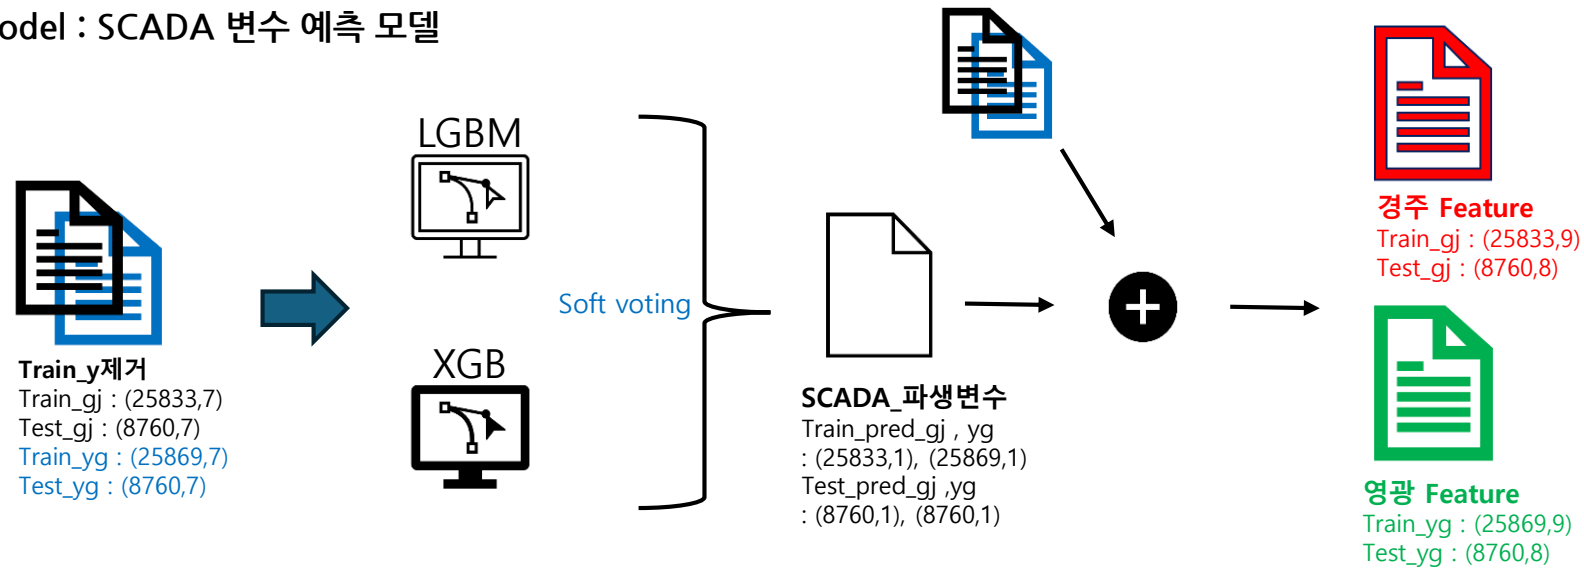 odel : SCADA 변수 예측 모델
LGBM
XGB
Soft voting
Train_y제거
Train_gj : (25833,7)
Test_gj : (8760,7)
Train_yg : (25869,7)
Test_yg : (8760,7)
SCADA_파생변수
Train_pred_gj , yg
: (25833,1), (25869,1)
Test_pred_gj ,yg
: (8760,1), (8760,1)
경주 Feature
Train_gj : (25833,9)
Test_gj : (8760,8)
영광 Feature
Train_yg : (25869,9)
Test_yg : (8760,8)